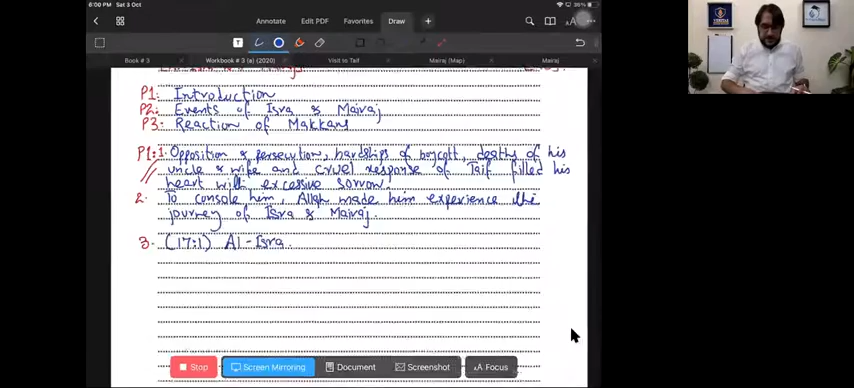 6:00 PM Sat 3 Oct
36%
Annotate Edit PDF Favorites Draw
Book # 3 Workbook # 3 (a) (2020) Visit to Taif Mairaj (Map) Mairaj
P1: Introduction
P2: Events of Isra & Mairaj
P3: Reaction of Makkans
P1:1. Opposition & persecution, hardships of boycott, deaths of his
uncle & wife and cruel response of Taif filled his
heart with excessive sorrow.
2. To console him, Allah made him experience the
journey of Isra & Mairaj.
3. (17:1) Al-Isra.
Stop Screen Mirroring Document Screenshot Focus